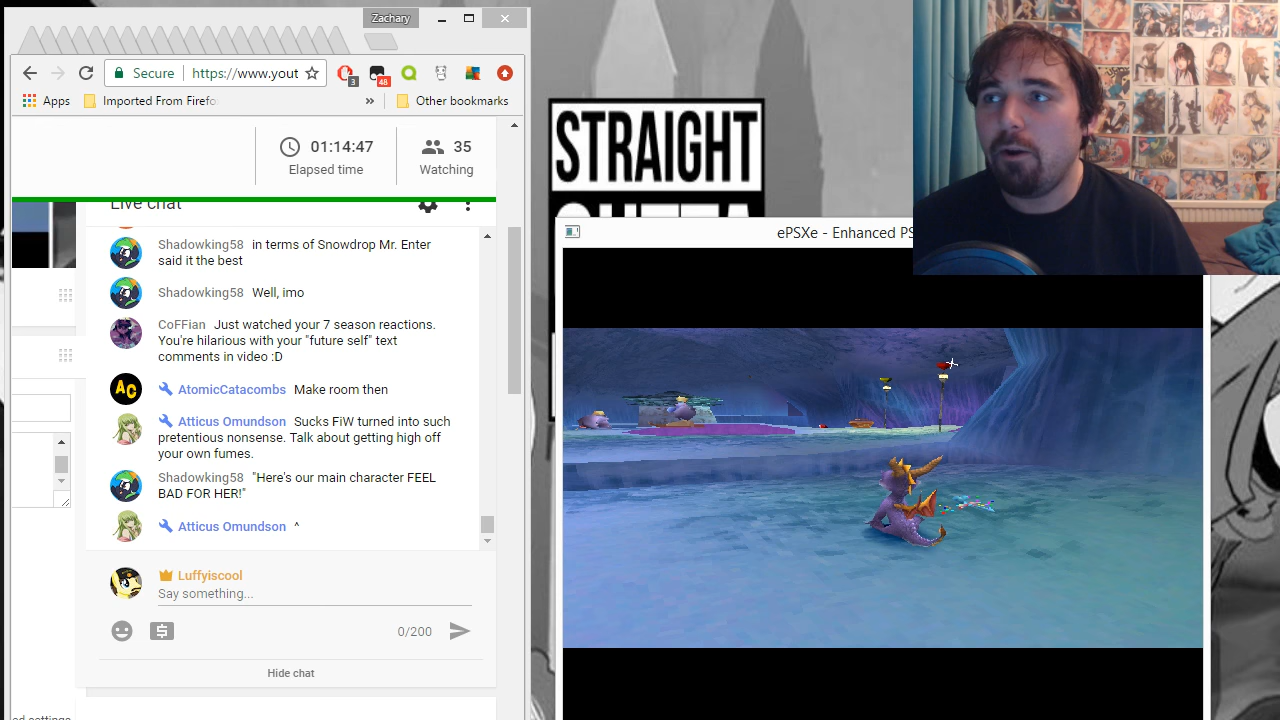 Zachary
Secure
https://www.yout
3
48
Apps
Imported From Firefo
»
Other bookmarks
01:14:47
Elapsed time
35
Watching
Live chat
Shadowking58 in terms of Snowdrop Mr. Enter
said it the best
Shadowking58 Well, imo
CoFFian Just watched your 7 season reactions.
You're hilarious with your "future self" text
comments in video :D
AC
AtomicCatacombs Make room then
Atticus Omundson Sucks FiW turned into such
pretentious nonsense. Talk about getting high off
your own fumes.
Shadowking58 "Here's our main character FEEL
BAD FOR HER!"
Atticus Omundson ^
Luffyiscool
Say something...
0/200
Hide chat
ed settings
STRAIGHT
ePSXe - Enhanced PS